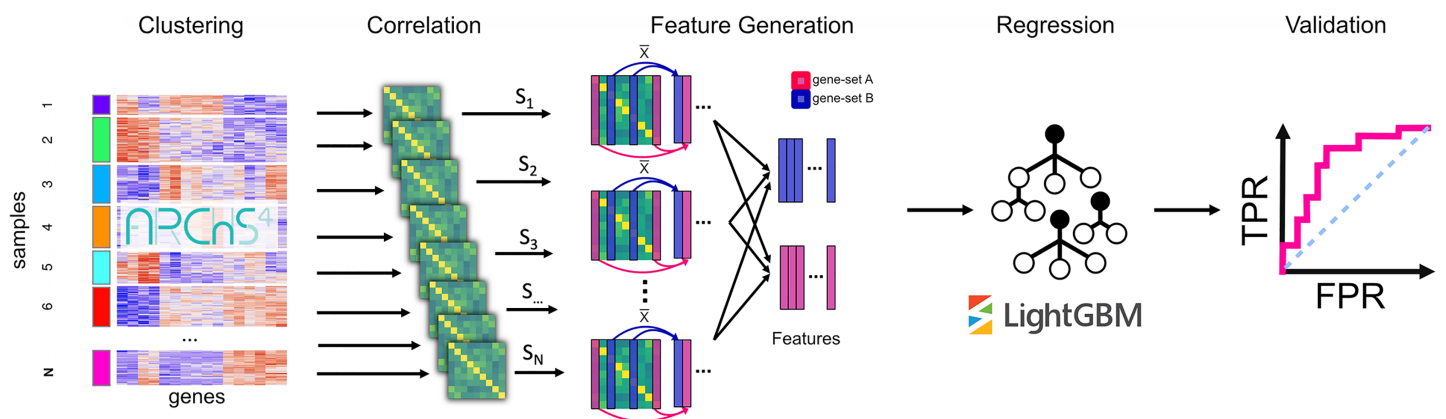 Clustering
Correlation
Feature Generation
Regression
Validation
samples
1
2
3
4
5
6
...
N
ARCHS4
genes
S1
S2
S3
S...
SN
X̅
X̅
X̅
...
...
...
gene-set A
gene-set B
...
...
Features
LightGBM
TPR
FPR